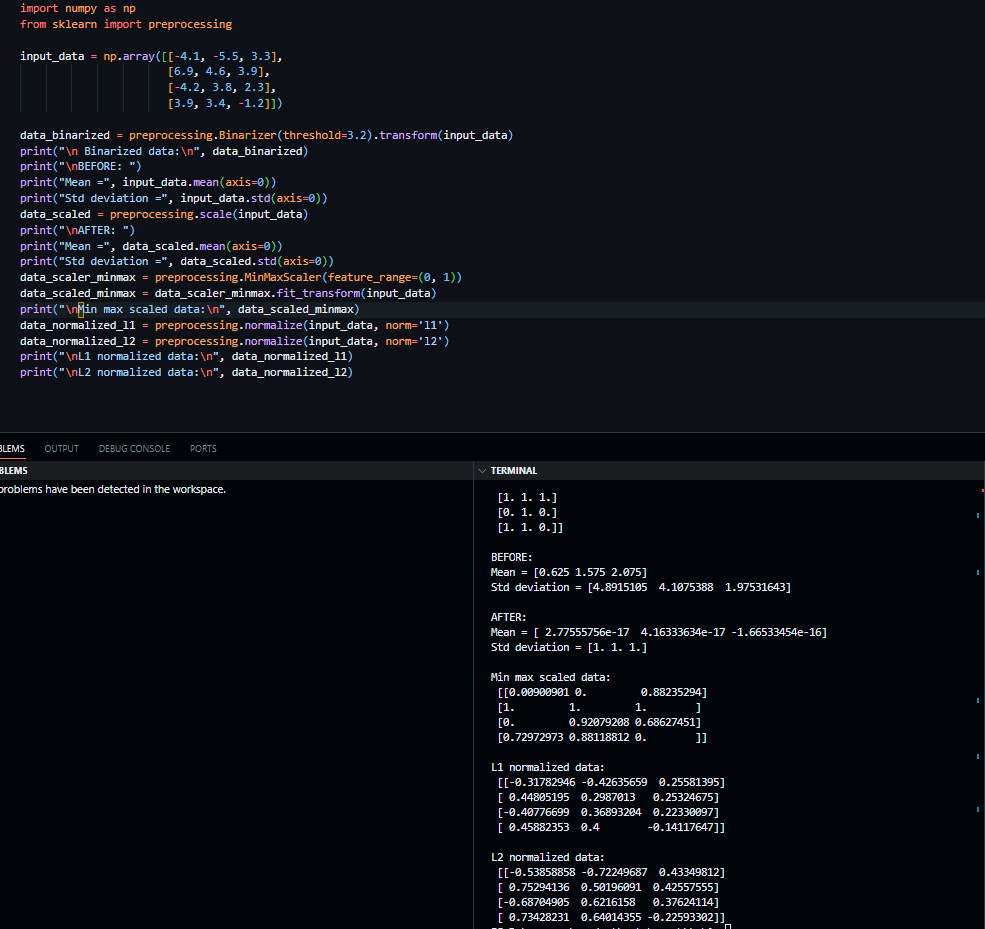 import numpy as np
from sklearn import preprocessing

input_data = np.array([[-4.1, -5.5, 3.3],
                       [6.9, 4.6, 3.9],
                       [-4.2, 3.8, 2.3],
                       [3.9, 3.4, -1.2]])

data_binarized = preprocessing.Binarizer(threshold=3.2).transform(input_data)
print("\n Binarized data:\n", data_binarized)
print("\nBEFORE: ")
print("Mean =", input_data.mean(axis=0))
print("Std deviation =", input_data.std(axis=0))
data_scaled = preprocessing.scale(input_data)
print("\nAFTER: ")
print("Mean =", data_scaled.mean(axis=0))
print("Std deviation =", data_scaled.std(axis=0))
data_scaler_minmax = preprocessing.MinMaxScaler(feature_range=(0, 1))
data_scaled_minmax = data_scaler_minmax.fit_transform(input_data)
print("\nMin max scaled data:\n", data_scaled_minmax)
data_normalized_l1 = preprocessing.normalize(input_data, norm='l1')
data_normalized_l2 = preprocessing.normalize(input_data, norm='l2')
print("\nL1 normalized data:\n", data_normalized_l1)
print("\nL2 normalized data:\n", data_normalized_l2)

BLEMS OUTPUT DEBUG CONSOLE PORTS
BLEMS
problems have been detected in the workspace.
TERMINAL
[1. 1. 1.]
[0. 1. 0.]
[1. 1. 0.]]

BEFORE:
Mean = [0.625 1.575 2.075]
Std deviation = [4.8915105  4.1075388  1.97531643]

AFTER:
Mean = [ 2.77555756e-17  4.16333634e-17 -1.66533454e-16]
Std deviation = [1. 1. 1.]

Min max scaled data:
[[0.00900901 0.         0.88235294]
[1.         1.         1.        ]
[0.         0.92079208 0.68627451]
[0.72972973 0.88118812 0.        ]]

L1 normalized data:
[[-0.31782946 -0.42635659  0.25581395]
[ 0.44805195  0.2987013   0.25324675]
[-0.40776699  0.36893204  0.22330097]
[ 0.45882353  0.4        -0.14117647]]

L2 normalized data:
[[-0.53858858 -0.72249687  0.43349812]
[ 0.75294136  0.50196091  0.42557555]
[-0.68704905  0.6216158   0.37624114]
[ 0.73428231  0.64014355 -0.22593302]]